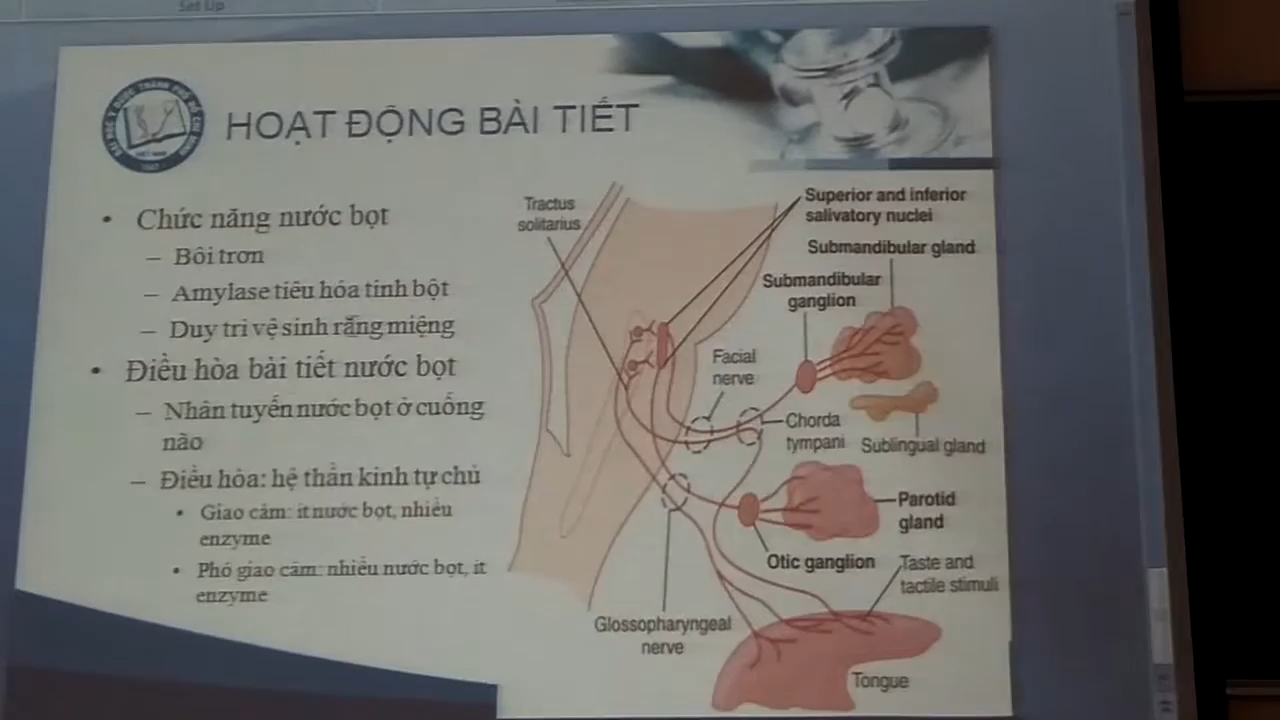 Set Up
HOẠT ĐỘNG BÀI TIẾT
• Chức năng nước bọt
– Bôi trơn
– Amylase tiêu hóa tinh bột
– Duy trì vệ sinh răng miệng
• Điều hòa bài tiết nước bọt
– Nhân tuyến nước bọt ở cuống
não
– Điều hòa: hệ thần kinh tự chủ
• Giao cảm: ít nước bọt, nhiều
enzyme
• Phó giao cảm: nhiều nước bọt, ít
enzyme
Tractus
solitarius
Superior and inferior
salivatory nuclei
Submandibular gland
Submandibular
ganglion
Facial
nerve
Chorda
tympani
Sublingual gland
Parotid
gland
Otic ganglion
Taste and
tactile stimuli
Glossopharyngeal
nerve
Tongue